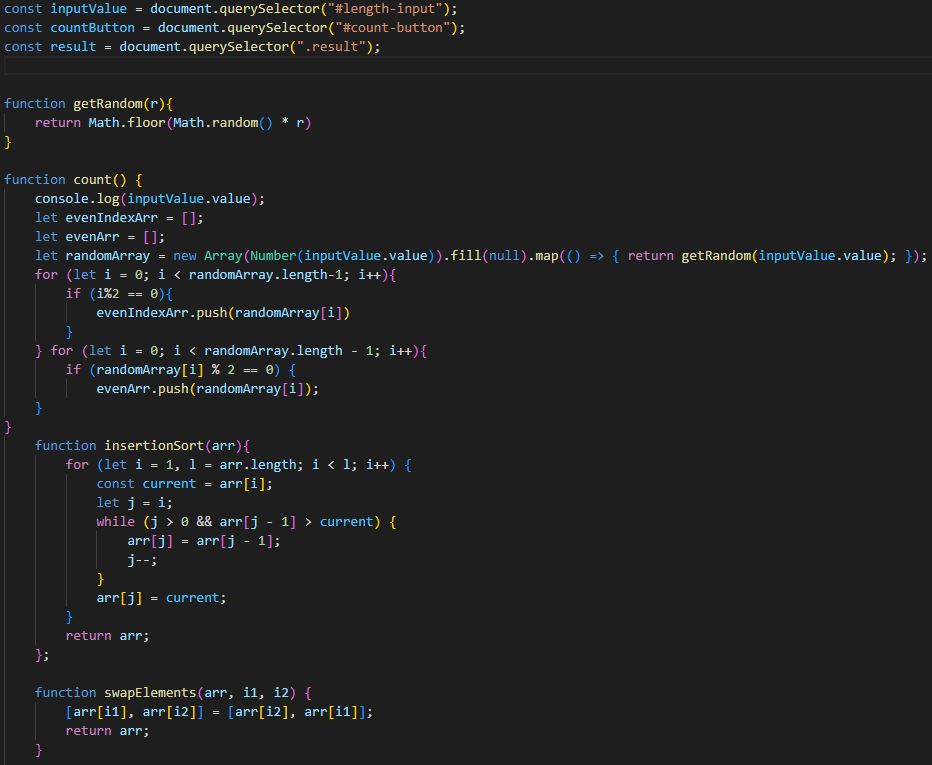 const inputValue = document.querySelector("#length-input");
const countButton = document.querySelector("#count-button");
const result = document.querySelector(".result");
function getRandom(r){
    return Math.floor(Math.random() * r)
}
function count() {
    console.log(inputValue.value);
    let evenIndexArr = [];
    let evenArr = [];
    let randomArray = new Array(Number(inputValue.value)).fill(null).map(() => { return getRandom(inputValue.value); });
    for (let i = 0; i < randomArray.length-1; i++){
        if (i%2 == 0){
            evenIndexArr.push(randomArray[i])
        }
    } for (let i = 0; i < randomArray.length - 1; i++){
        if (randomArray[i] % 2 == 0) {
            evenArr.push(randomArray[i]);
    }
}
    function insertionSort(arr){
        for (let i = 1, l = arr.length; i < l; i++) {
            const current = arr[i];
            let j = i;
            while (j > 0 && arr[j - 1] > current) {
                arr[j] = arr[j - 1];
                j--;
            }
            arr[j] = current;
        }
        return arr;
    };
    function swapElements(arr, i1, i2) {
        [arr[i1], arr[i2]] = [arr[i2], arr[i1]];
        return arr;
    }